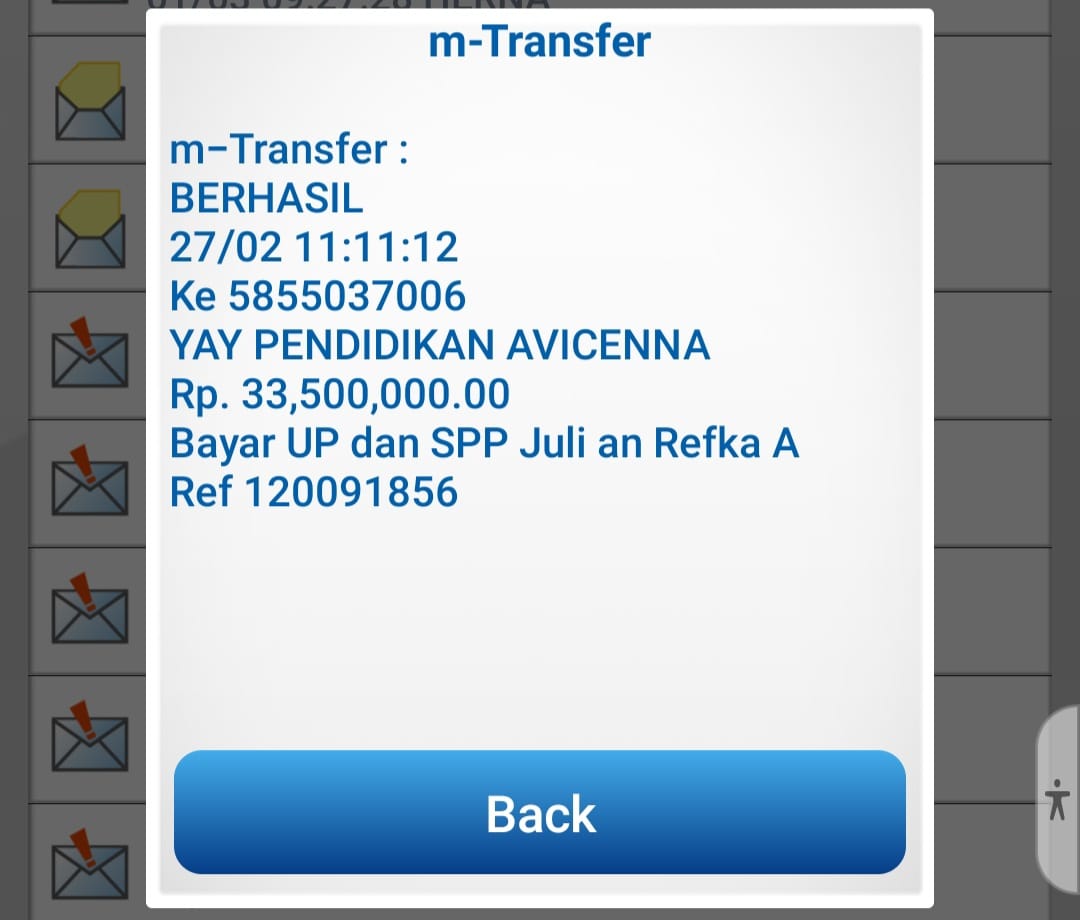 m-Transfer
m-Transfer :
BERHASIL
27/02 11:11:12
Ke 5855037006
YAY PENDIDIKAN AVICENNA
Rp. 33,500,000.00
Bayar UP dan SPP Juli an Refka A
Ref 120091856
Back